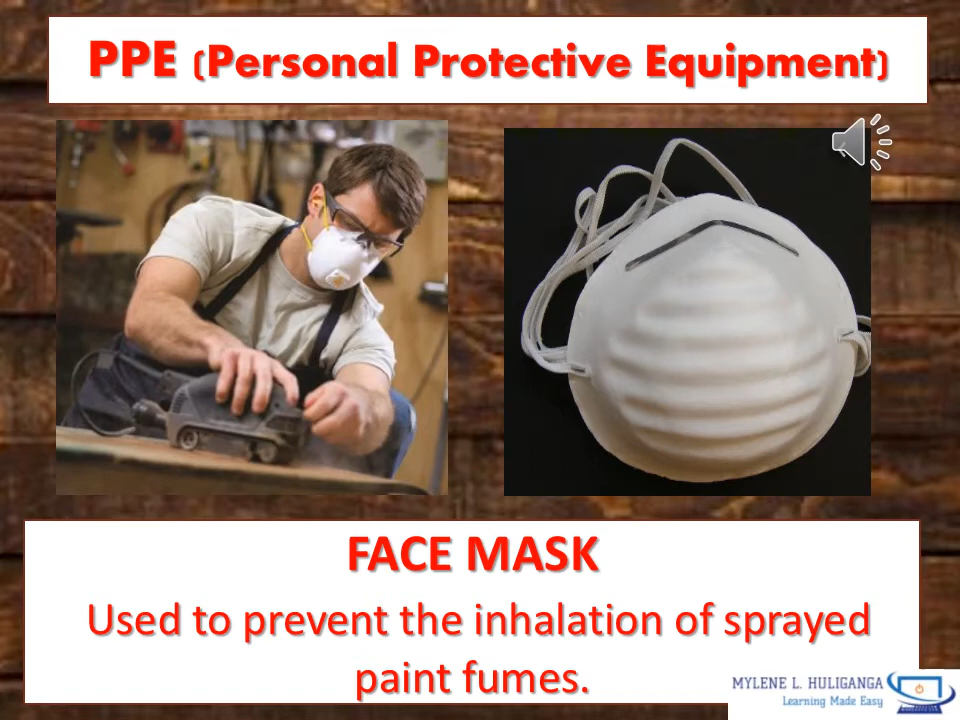 PPE (Personal Protective Equipment)
FACE MASK
Used to prevent the inhalation of sprayed
paint fumes.
MYLENE L. HULIGANGA
Learning Made Easy